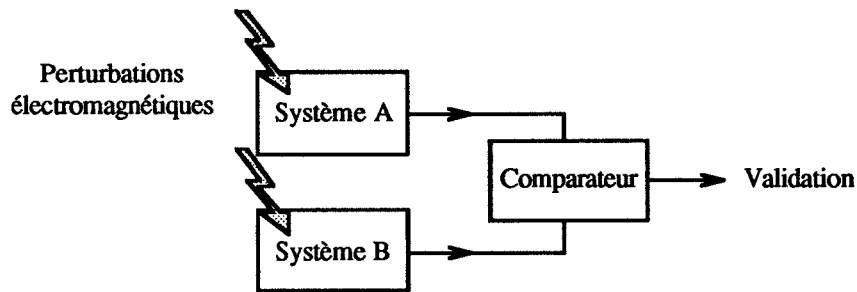 Perturbations
électromagnétiques
Système A
Comparateur
Validation
Système B